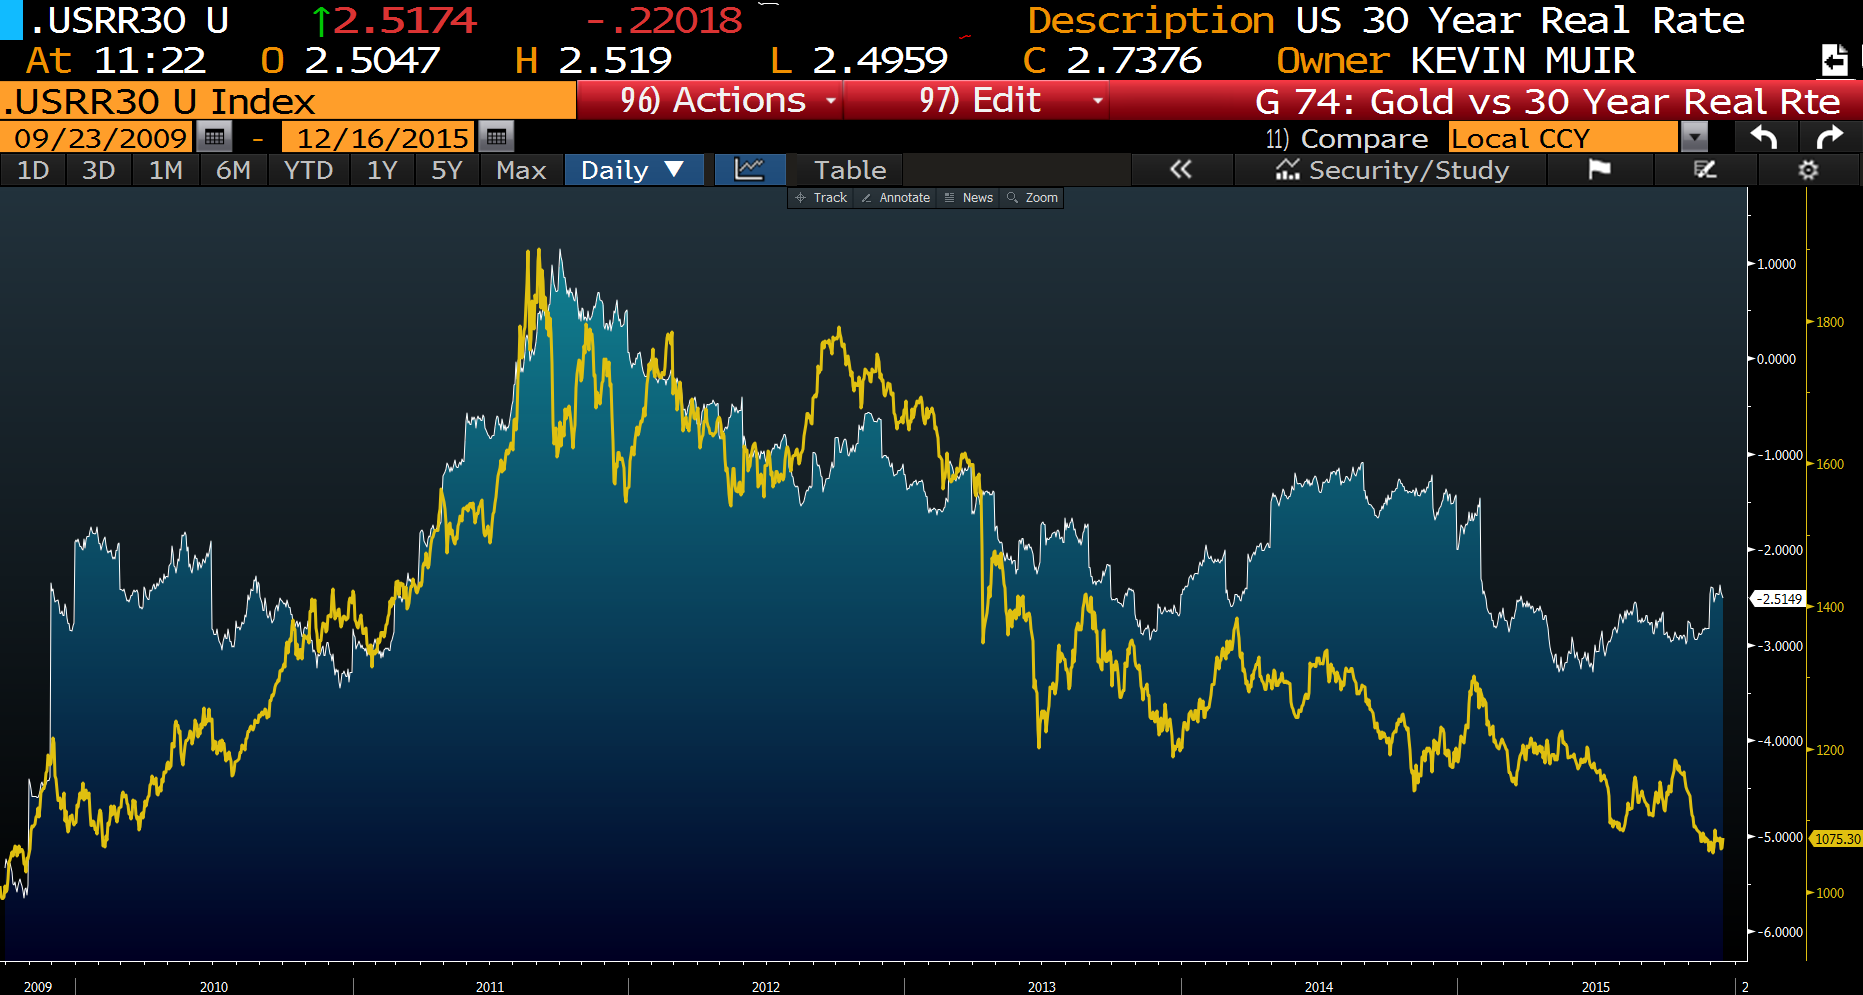 .USRR30 U ↑2.5174 -.22018 Description US 30 Year Real Rate
At 11:22 O 2.5047 H 2.519 L 2.4959 C 2.7376 Owner KEVIN MUIR
.USRR30 U Index 96) Actions 97) Edit G 74: Gold vs 30 Year Real Rte
09/23/2009 - 12/16/2015 11) Compare Local CCY
1D 3D 1M 6M YTD 1Y 5Y Max Daily ▼ Table « Security/Study
Track Annotate News Zoom
1.0000
1800
0.0000
-1.0000
1600
-2.0000
-2.5149
1400
-3.0000
-4.0000
1200
-5.0000
1075.30
1000
-6.0000
2009 2010 2011 2012 2013 2014 2015 2